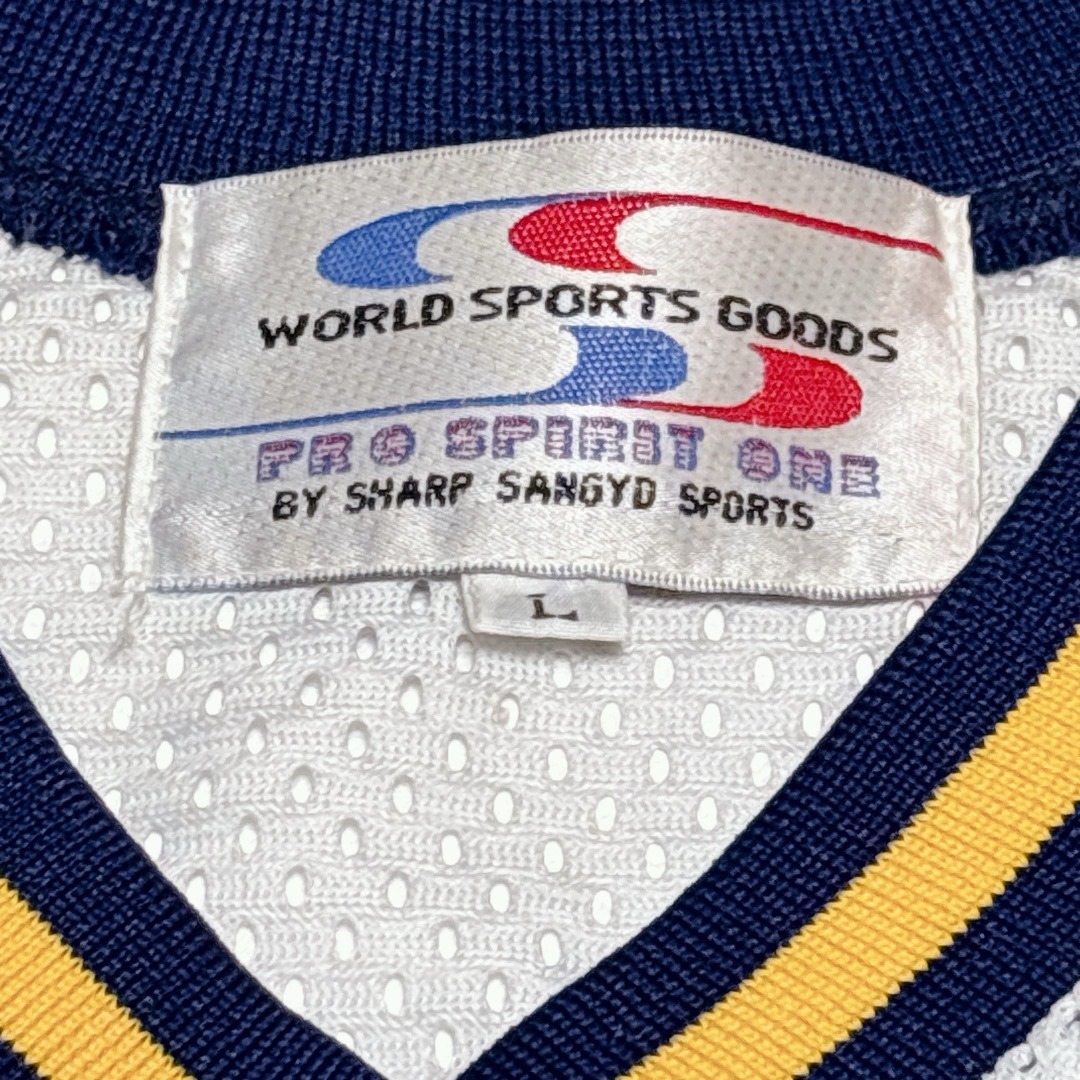 WORLD SPORTS GOODS
PRO SPIRIT ONE
BY SHARP SANGYO SPORTS
L